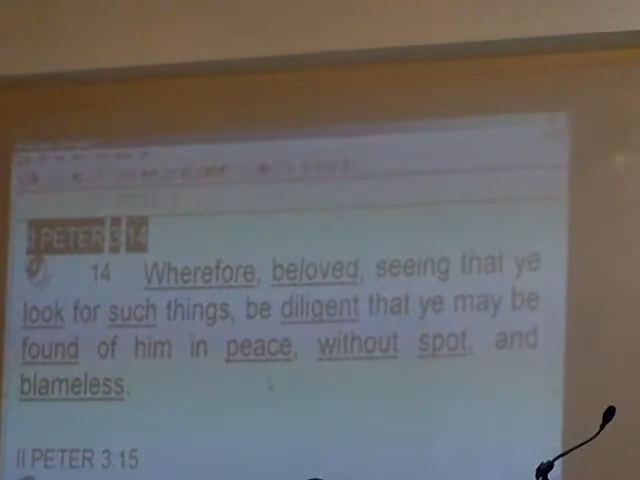 II PETER 3:14
14 Wherefore, beloved, seeing that ye
look for such things, be diligent that ye may be
found of him in peace, without spot, and
blameless.
II PETER 3:15